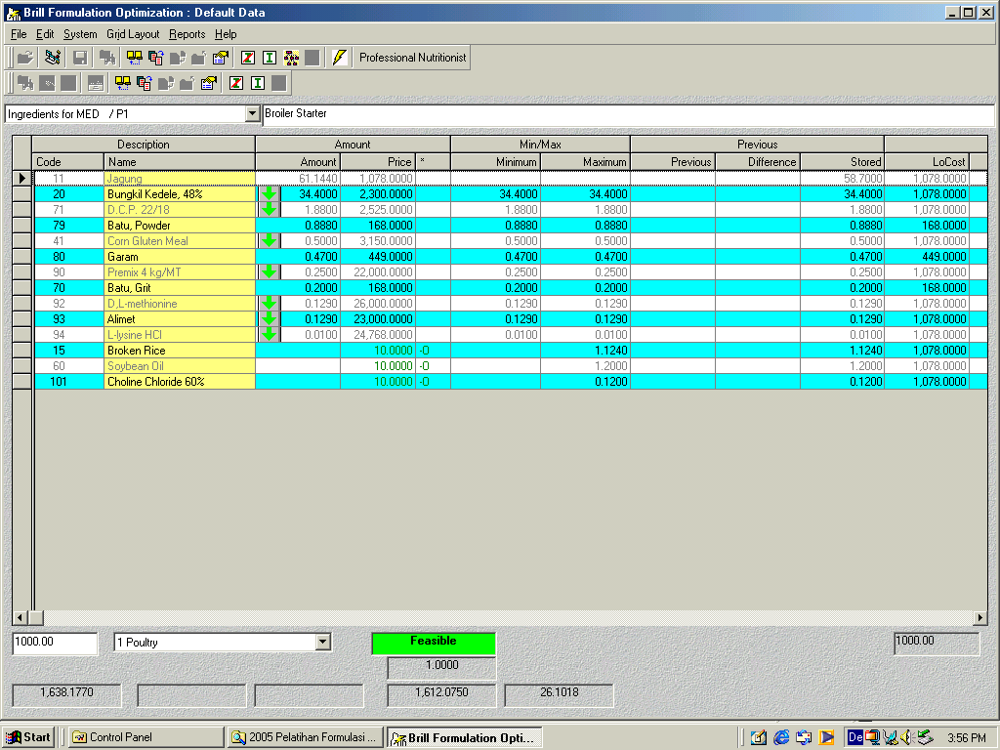 Brill Formulation Optimization : Default Data
File Edit System Grid Layout Reports Help
Professional Nutritionist
Ingredients for MED / P1 Broiler Starter
Description Amount Min/Max Previous
Code Name Amount Price * Minimum Maximum Previous Difference Stored LoCost
11 Jagung 61.1440 1,078.0000 58.7000 1,078.0000
20 Bungkil Kedele, 48% 34.4000 2,300.0000 34.4000 34.4000 34.4000 1,078.0000
71 D.C.P. 22/18 1.8800 2,525.0000 1.8800 1.8800 1.8800 1,078.0000
79 Batu, Powder 0.8880 168.0000 0.8880 0.8880 0.8880 168.0000
41 Corn Gluten Meal 0.5000 3,150.0000 0.5000 0.5000 0.5000 1,078.0000
80 Garam 0.4700 449.0000 0.4700 0.4700 0.4700 449.0000
90 Premix 4 kg/MT 0.2500 22,000.0000 0.2500 0.2500 0.2500 1,078.0000
70 Batu, Grit 0.2000 168.0000 0.2000 0.2000 0.2000 168.0000
92 D,L-methionine 0.1290 26,000.0000 0.1290 0.1290 0.1290 1,078.0000
93 Alimet 0.1290 23,000.0000 0.1290 0.1290 0.1290 1,078.0000
94 L-lysine HCl 0.0100 24,768.0000 0.0100 0.0100 0.0100 1,078.0000
15 Broken Rice 10.0000 -O 1.1240 1.1240 1,078.0000
60 Soybean Oil 10.0000 -O 1.2000 1.2000 1,078.0000
101 Choline Chloride 60% 10.0000 -O 0.1200 0.1200 1,078.0000
1000.00 1 Poultry Feasible 1000.00
1.0000
1,638.1770 1,612.0750 26.1018
Start Control Panel 2005 Pelatihan Formulasi ... Brill Formulation Opti... De 3:56 PM